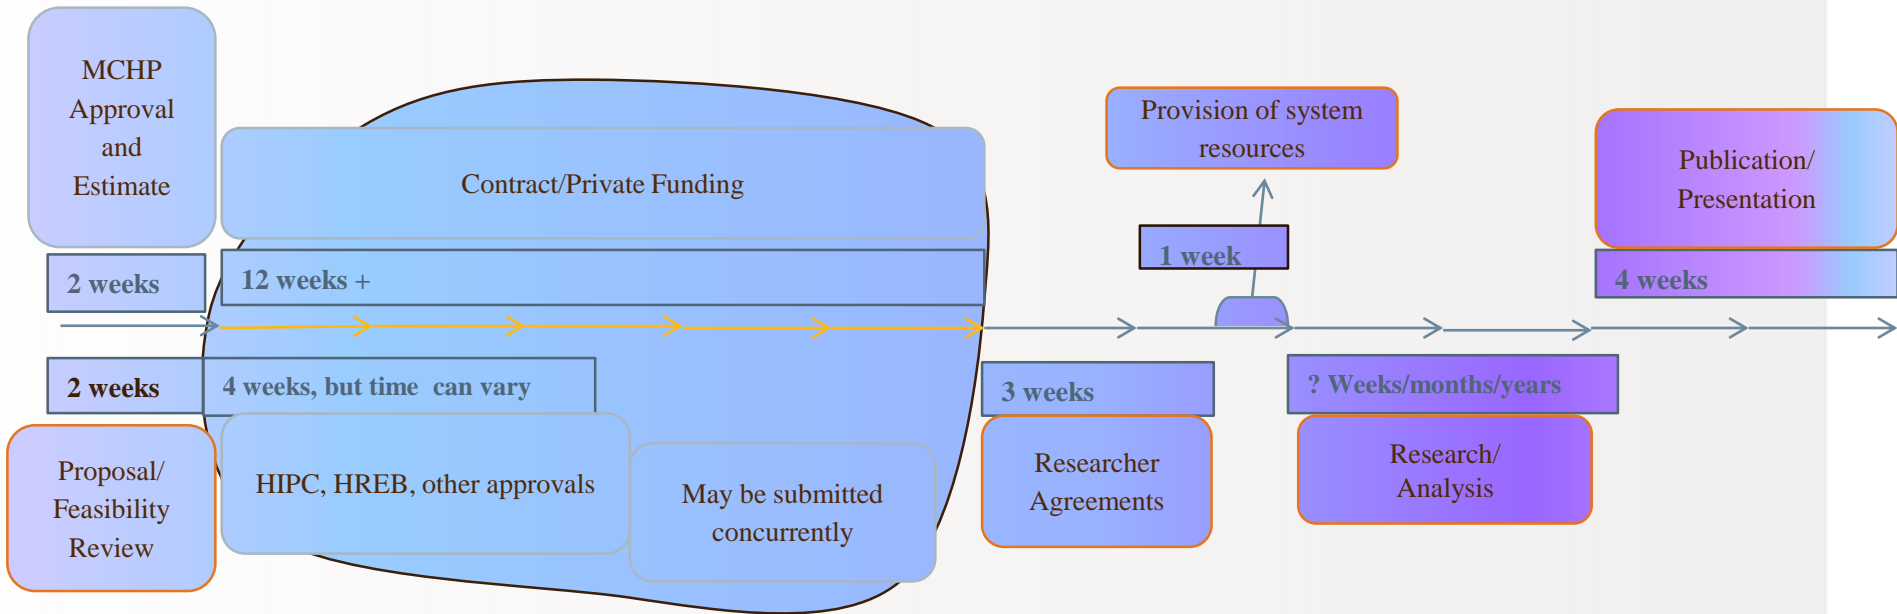 MCHP
Approval
and
Estimate
Contract/Private Funding
Provision of system
resources
Publication/
Presentation
2 weeks
12 weeks +
1 week
4 weeks
2 weeks
4 weeks, but time can vary
3 weeks
? Weeks/months/years
Proposal/
Feasibility
Review
HIPC, HREB, other approvals
May be submitted
concurrently
Researcher
Agreements
Research/
Analysis